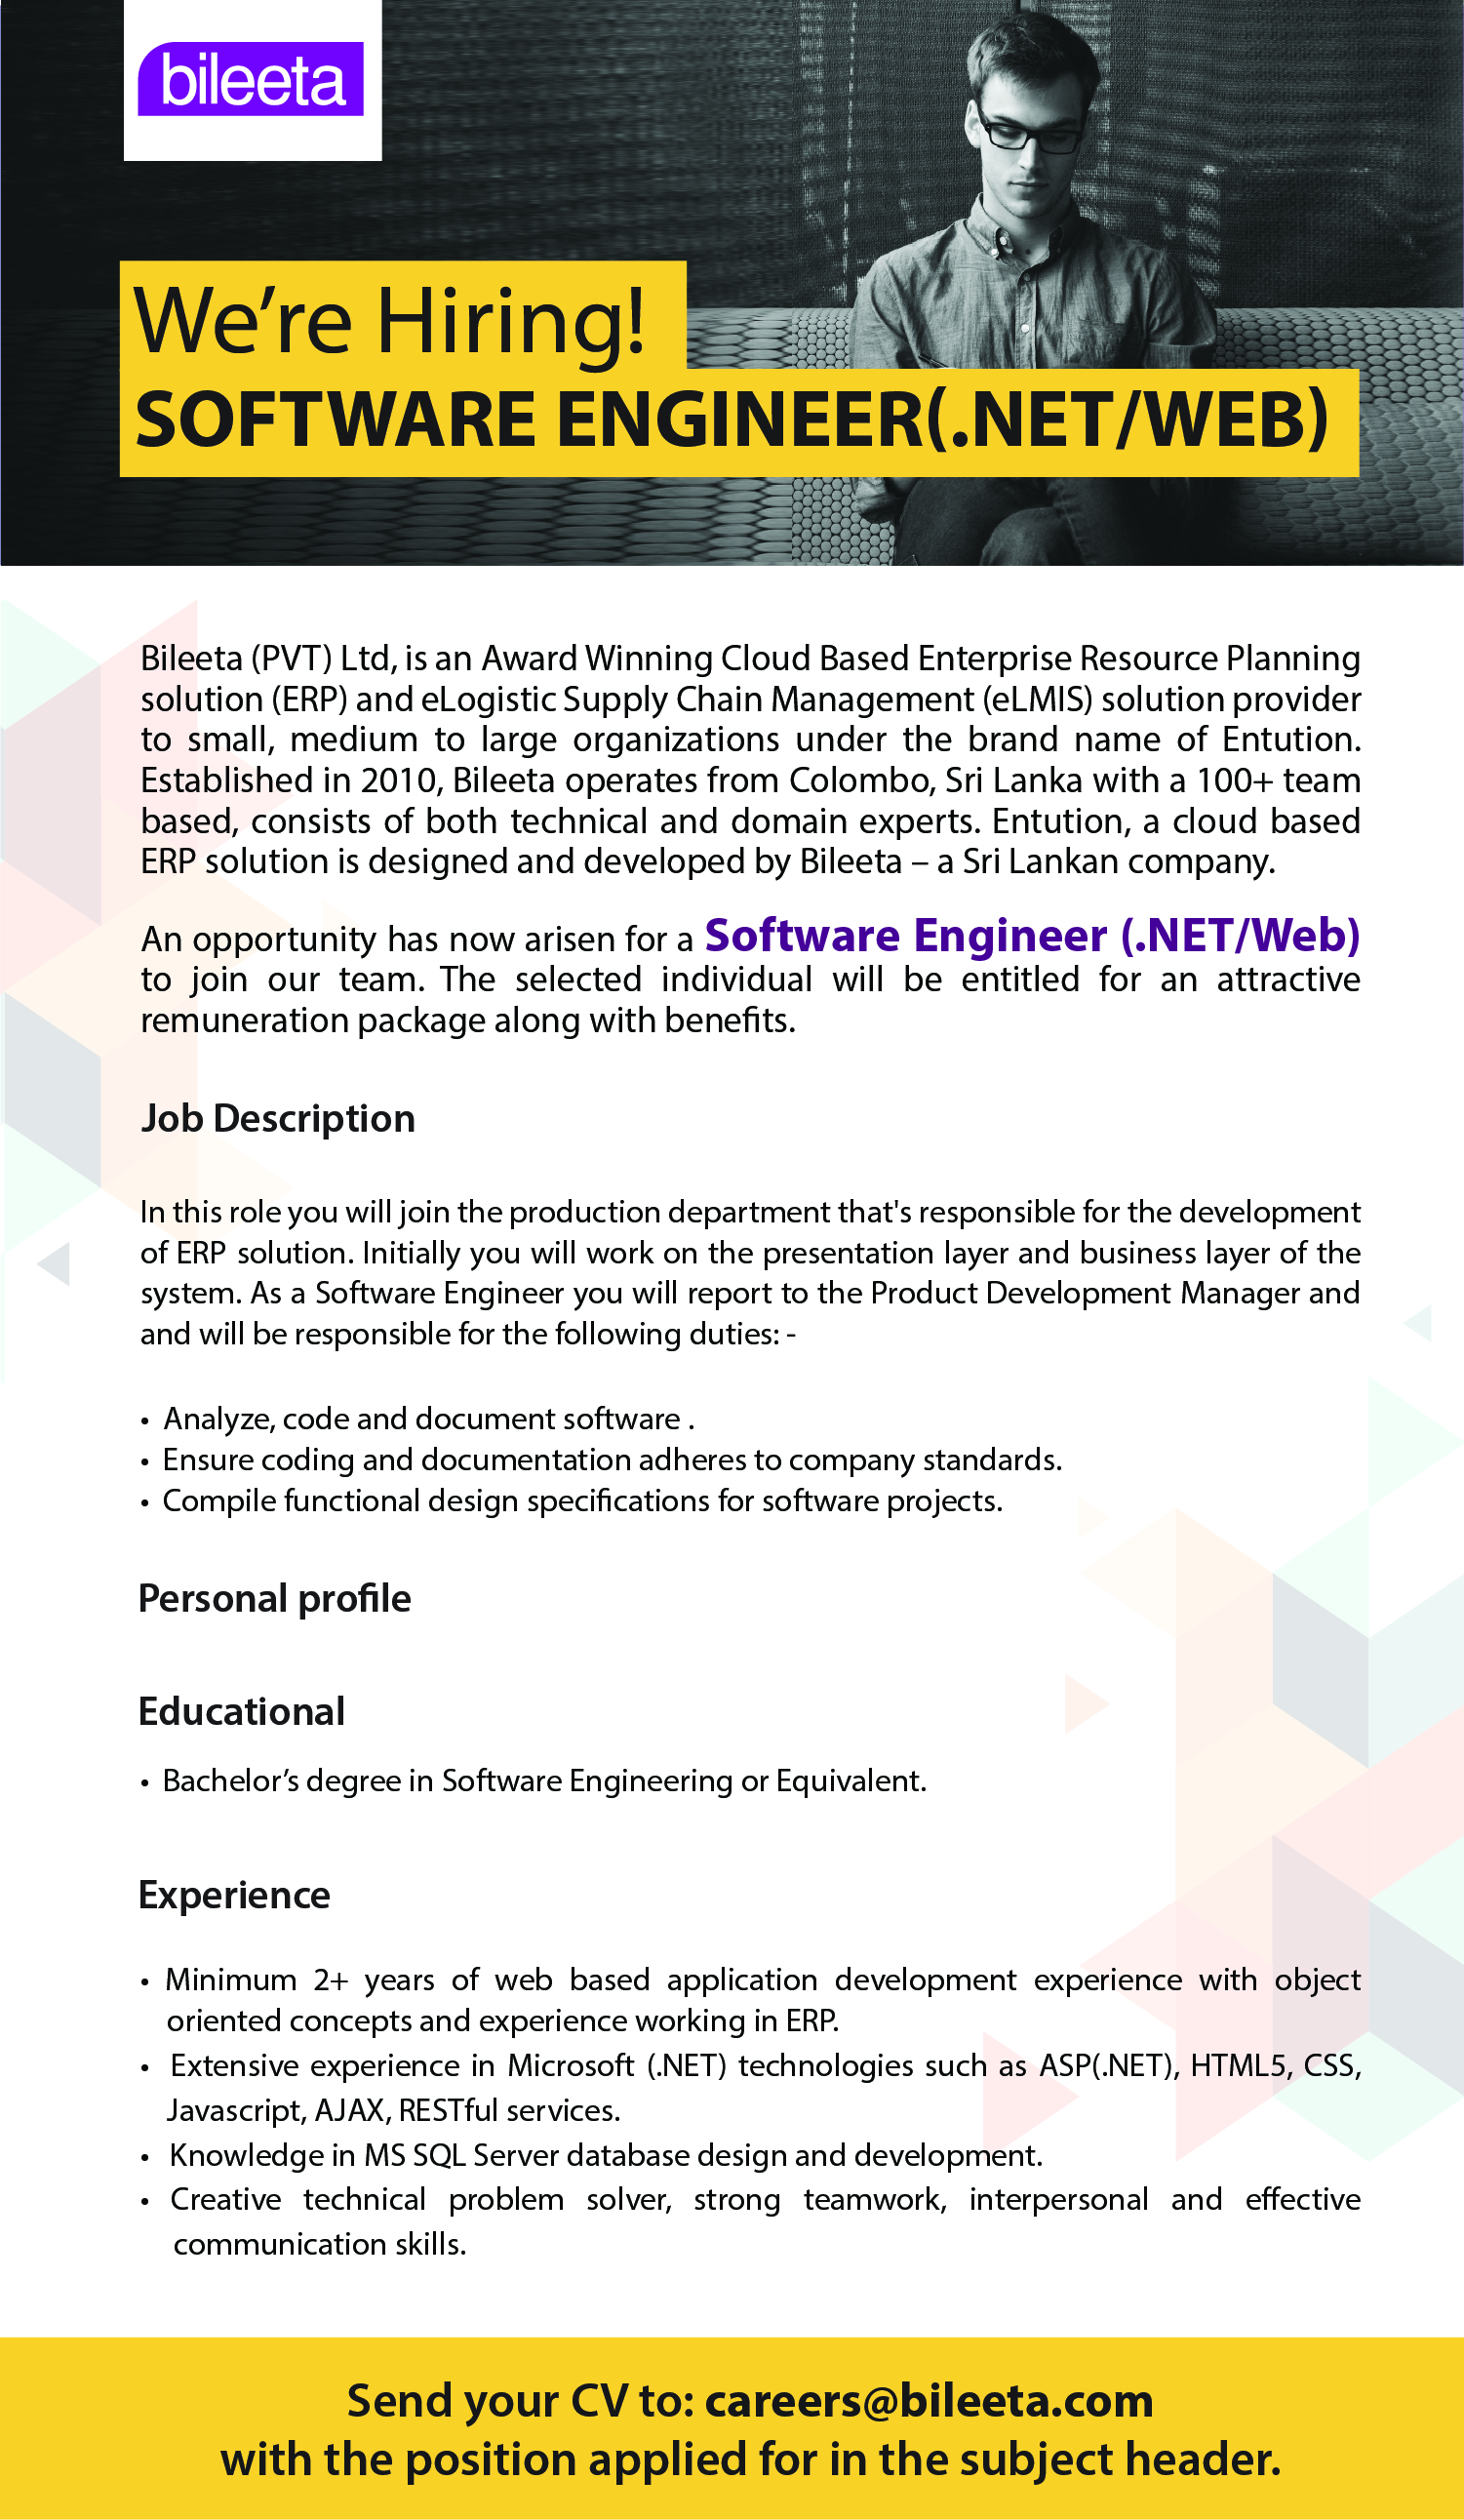 bileeta
We’re Hiring!
SOFTWARE ENGINEER(.NET/WEB)
Bileeta (PVT) Ltd, is an Award Winning Cloud Based Enterprise Resource Planning
solution (ERP) and eLogistic Supply Chain Management (eLMIS) solution provider
to small, medium to large organizations under the brand name of Entution.
Established in 2010, Bileeta operates from Colombo, Sri Lanka with a 100+ team
based, consists of both technical and domain experts. Entution, a cloud based
ERP solution is designed and developed by Bileeta – a Sri Lankan company.
An opportunity has now arisen for a Software Engineer (.NET/Web)
to join our team. The selected individual will be entitled for an attractive
remuneration package along with benefits.
Job Description
In this role you will join the production department that's responsible for the development
of ERP solution. Initially you will work on the presentation layer and business layer of the
system. As a Software Engineer you will report to the Product Development Manager and
and will be responsible for the following duties: -
• Analyze, code and document software .
• Ensure coding and documentation adheres to company standards.
• Compile functional design specifications for software projects.
Personal profile
Educational
• Bachelor’s degree in Software Engineering or Equivalent.
Experience
• Minimum 2+ years of web based application development experience with object
oriented concepts and experience working in ERP.
• Extensive experience in Microsoft (.NET) technologies such as ASP(.NET), HTML5, CSS,
Javascript, AJAX, RESTful services.
• Knowledge in MS SQL Server database design and development.
• Creative technical problem solver, strong teamwork, interpersonal and effective
communication skills.
Send your CV to: careers@bileeta.com
with the position applied for in the subject header.